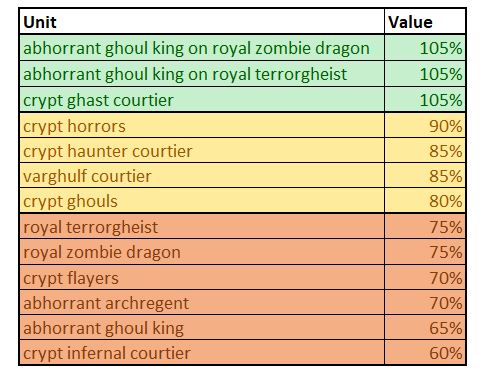 Unit Value
abhorrant ghoul king on royal zombie dragon 105%
abhorrant ghoul king on royal terrorgheist 105%
crypt ghast courtier 105%
crypt horrors 90%
crypt haunter courtier 85%
varghulf courtier 85%
crypt ghouls 80%
royal terrorgheist 75%
royal zombie dragon 75%
crypt flayers 70%
abhorrant archregent 70%
abhorrant ghoul king 65%
crypt infernal courtier 60%